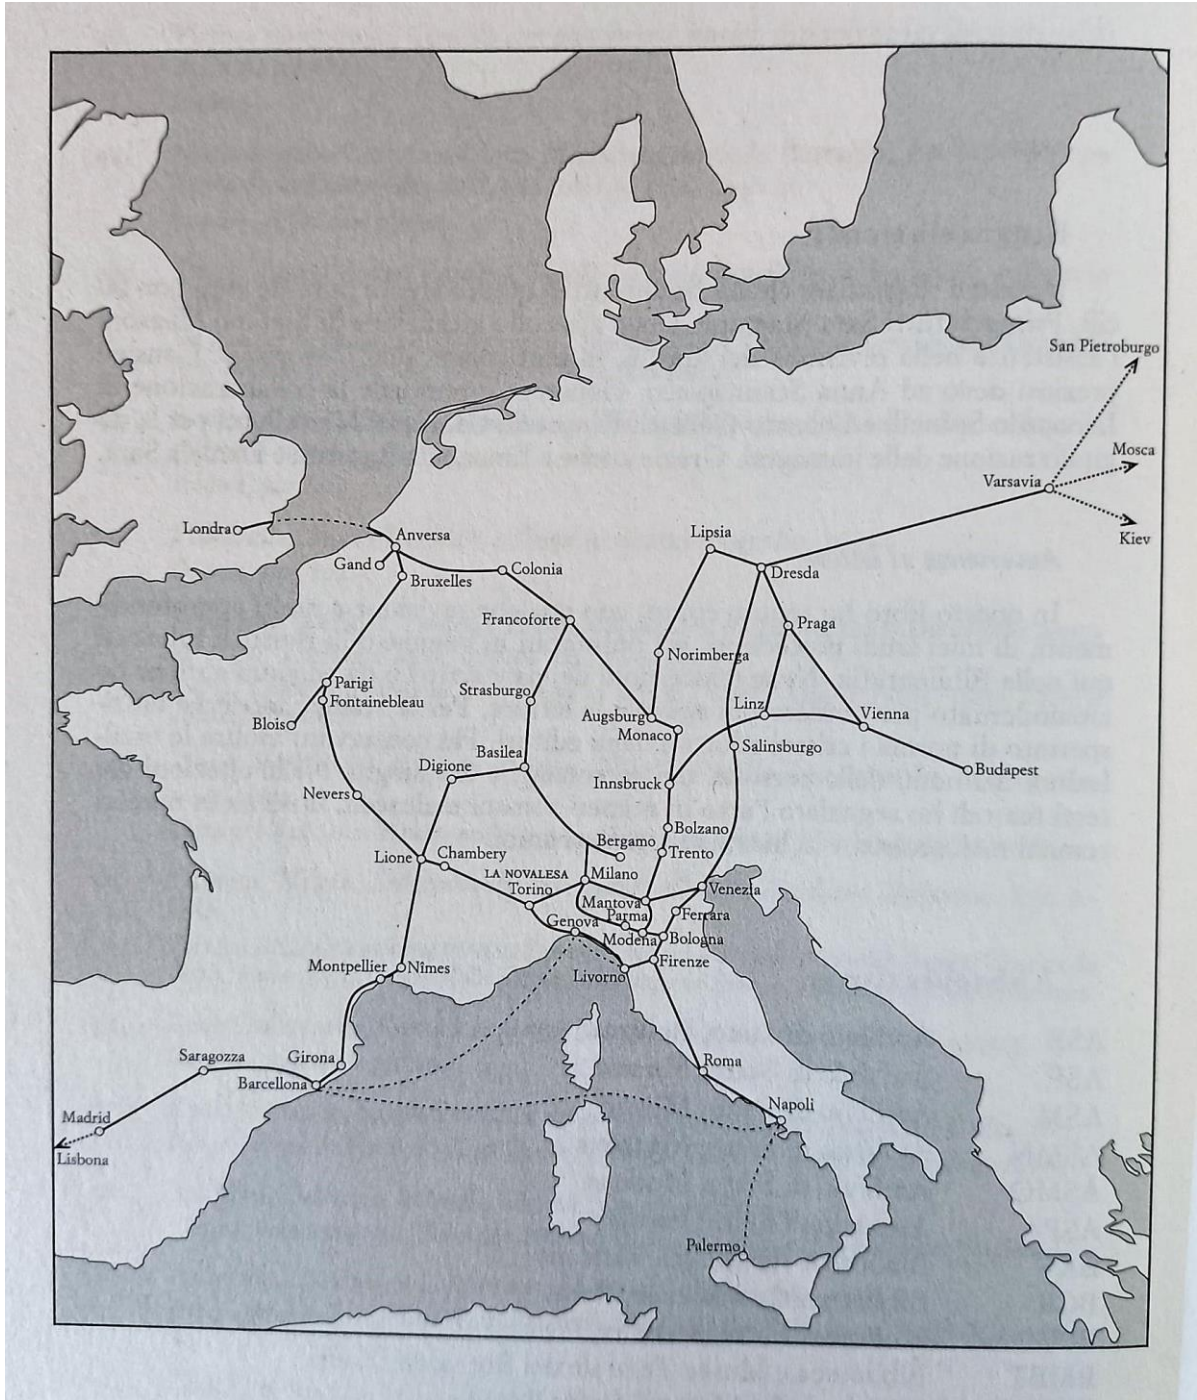 San Pietroburgo
Mosca
Varsavia
Kiev
Londra
Anversa
Gand
Bruxelles
Colonia
Lipsia
Dresda
Francoforte
Praga
Norimberga
Parigi
Fontainebleau
Strasburgo
Blois
Augsburg
Linz
Vienna
Monaco
Salinsburgo
Basilea
Digione
Budapest
Nevers
Innsbruck
Bolzano
Bergamo
Trento
Lione
Chambery
LA NOVALESA
Milano
Torino
Venezia
Mantova
Parma
Ferrara
Genova
Modena
Bologna
Firenze
Montpellier
Nîmes
Livorno
Saragozza
Girona
Barcellona
Roma
Madrid
Napoli
Lisbona
Palermo